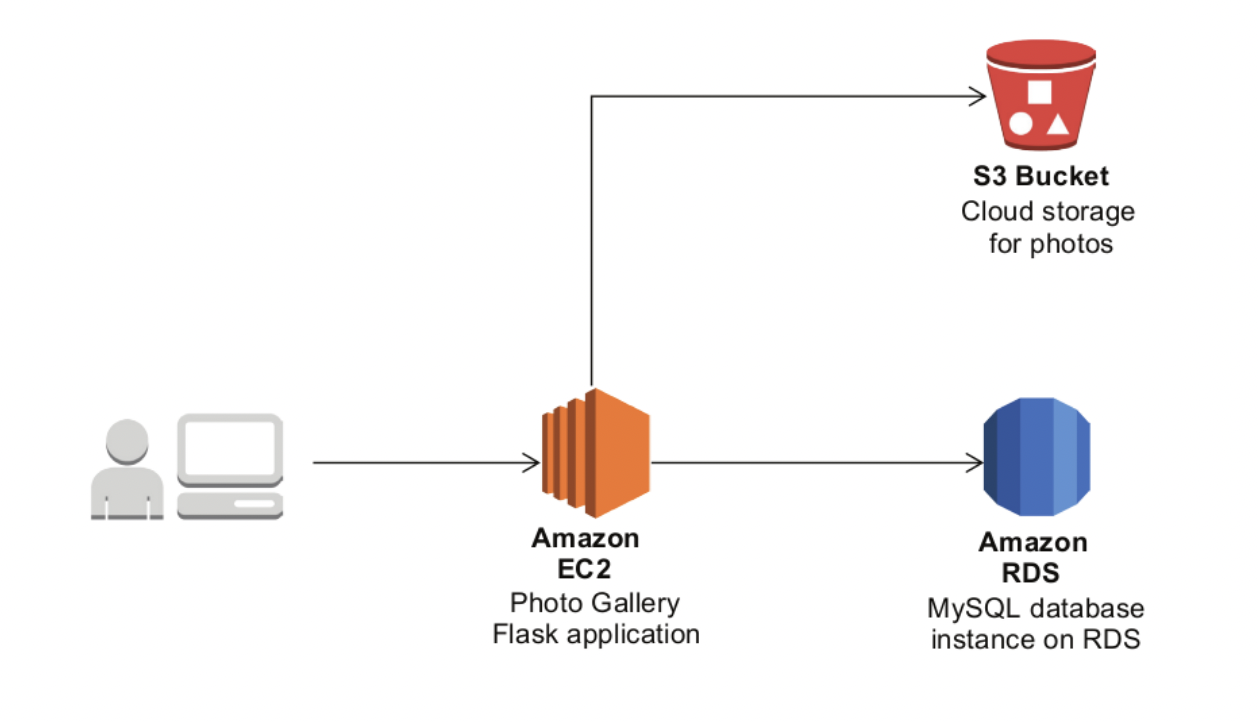 S3 Bucket
Cloud storage
for photos
Amazon
EC2
Photo Gallery
Flask application
Amazon
RDS
MySQL database
instance on RDS